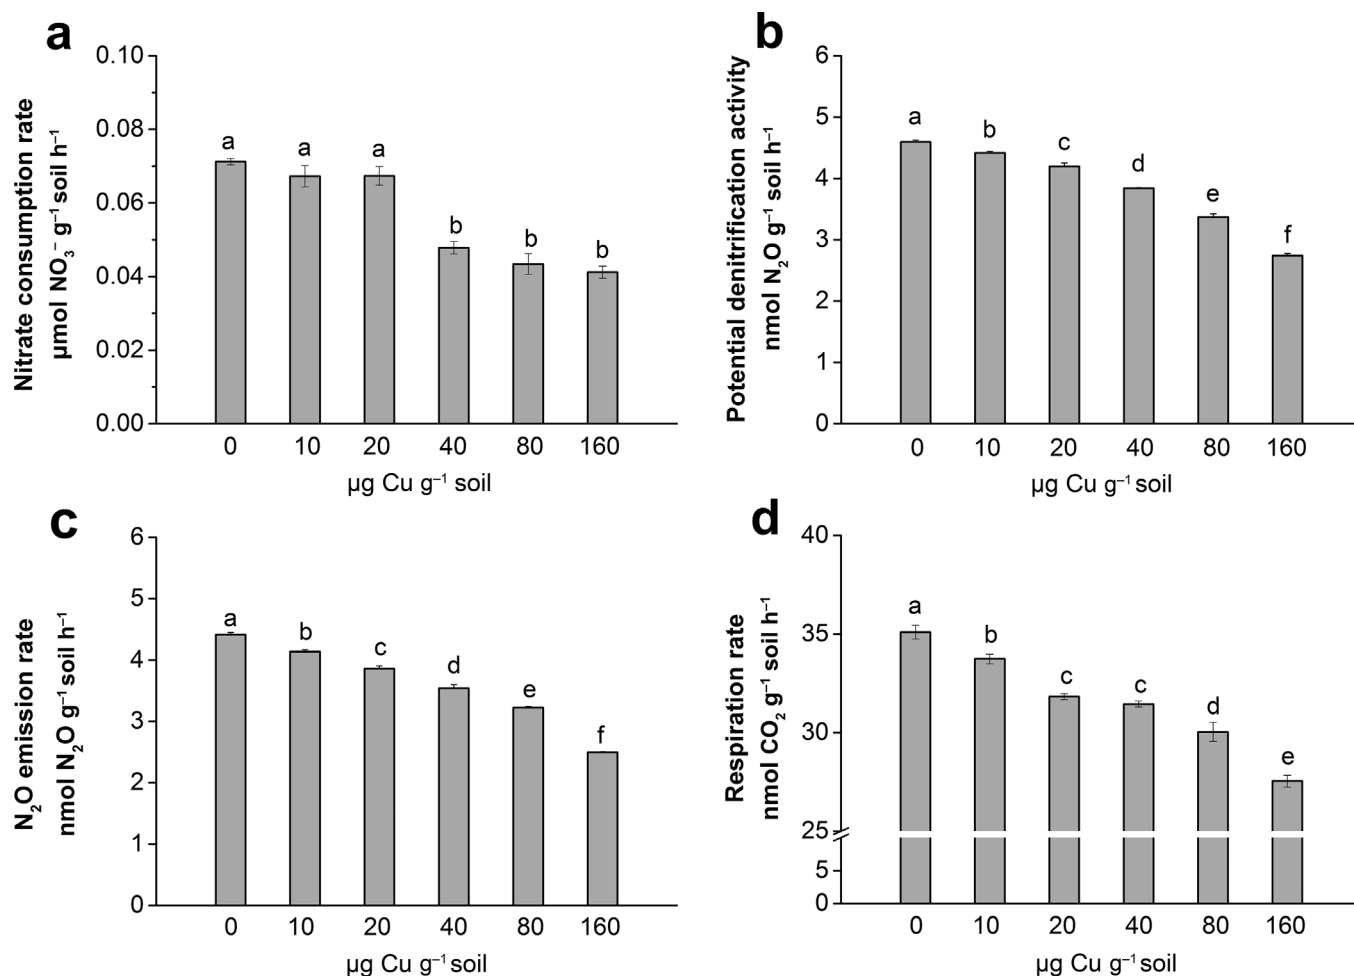 a
Nitrate consumption rate
µmol NO₃⁻ g⁻¹ soil h⁻¹
0.10
0.08
0.06
0.04
0.02
0.00
a a a b b b
0 10 20 40 80 160
µg Cu g⁻¹ soil
b
Potential denitrification activity
nmol N₂O g⁻¹ soil h⁻¹
6
5
4
3
2
1
0
a b c d e f
0 10 20 40 80 160
µg Cu g⁻¹ soil
c
N₂O emission rate
nmol N₂O g⁻¹ soil h⁻¹
6
5
4
3
2
1
0
a b c d e f
0 10 20 40 80 160
µg Cu g⁻¹ soil
d
Respiration rate
nmol CO₂ g⁻¹ soil h⁻¹
40
35
30
25
5
0
a b c c d e
0 10 20 40 80 160
µg Cu g⁻¹ soil